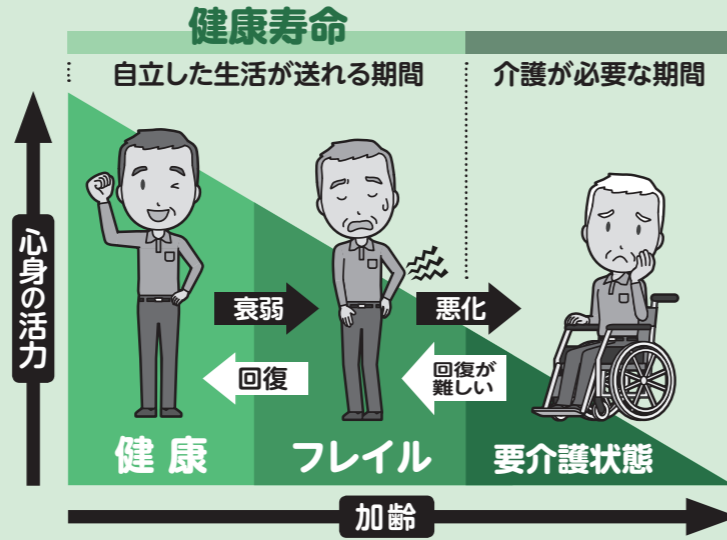 健康寿命
自立した生活が送れる期間
介護が必要な期間
心身の活力
衰弱
悪化
回復
回復が
難しい
健康
フレイル
要介護状態
加齢